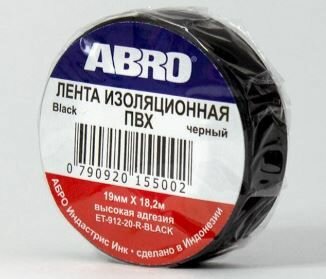 ABRO
ЛЕНТА ИЗОЛЯЦИОННАЯ
Black ПВХ черный
0 790920 155002
19мм X 18,2м
высокая адгезия
ET-912-20-R-BLACK
АБРО Индастрис Инк • сделано в Индонезии